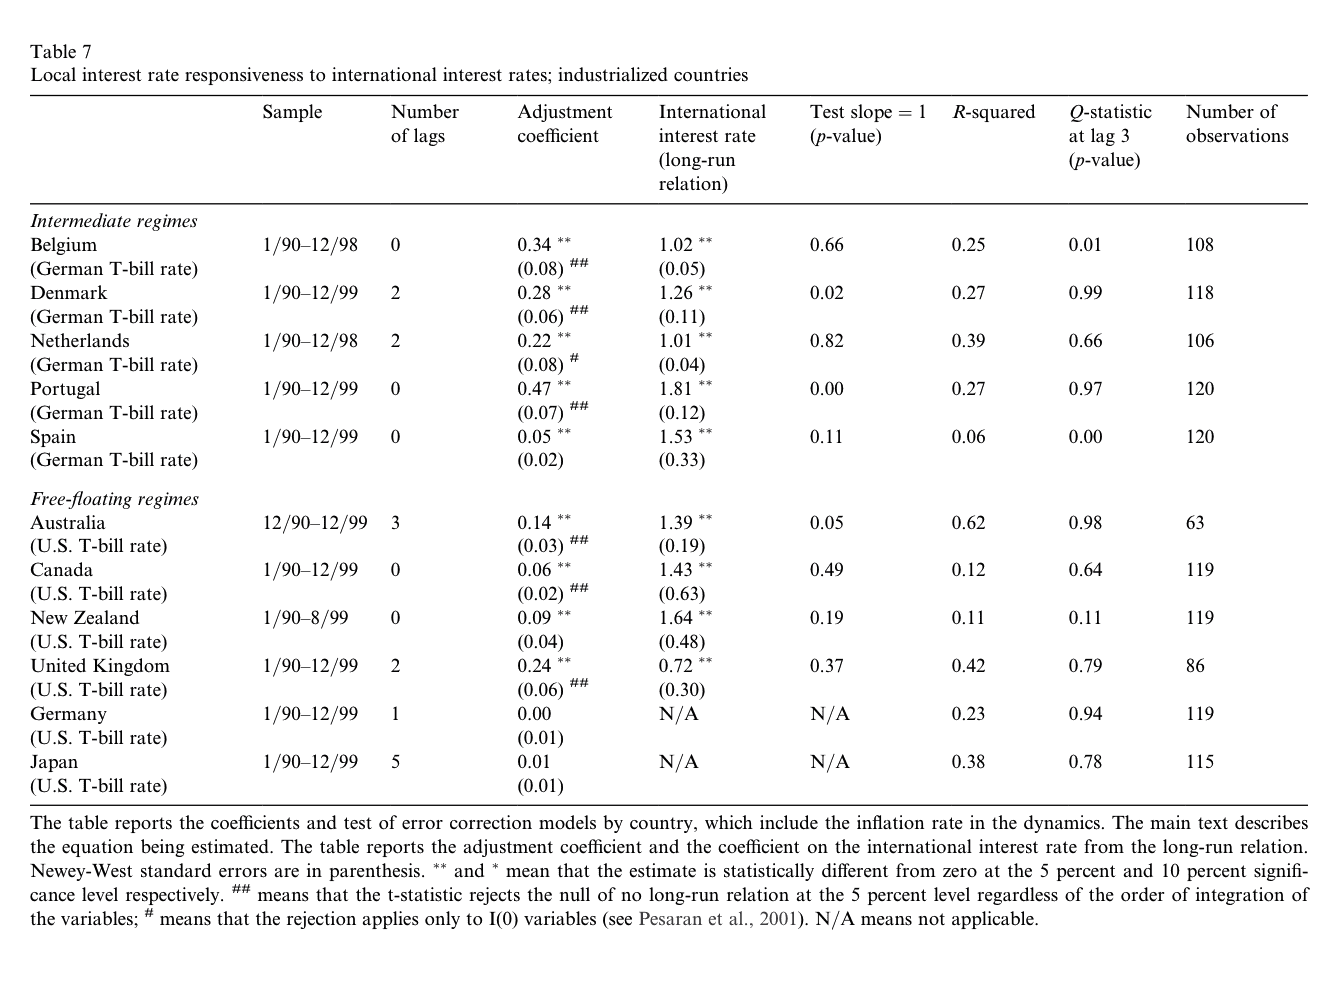 Table 7
Local interest rate responsiveness to international interest rates; industrialized countries
Sample Number of lags Adjustment coefficient International interest rate (long-run relation) Test slope = 1 (p-value) R-squared Q-statistic at lag 3 (p-value) Number of observations
Intermediate regimes
Belgium 1/90–12/98 0 0.34 ** 1.02 ** 0.66 0.25 0.01 108
(German T-bill rate) (0.08) ## (0.05)
Denmark 1/90–12/99 2 0.28 ** 1.26 ** 0.02 0.27 0.99 118
(German T-bill rate) (0.06) ## (0.11)
Netherlands 1/90–12/98 2 0.22 ** 1.01 ** 0.82 0.39 0.66 106
(German T-bill rate) (0.08) # (0.04)
Portugal 1/90–12/99 0 0.47 ** 1.81 ** 0.00 0.27 0.97 120
(German T-bill rate) (0.07) ## (0.12)
Spain 1/90–12/99 0 0.05 ** 1.53 ** 0.11 0.06 0.00 120
(German T-bill rate) (0.02) (0.33)
Free-floating regimes
Australia 12/90–12/99 3 0.14 ** 1.39 ** 0.05 0.62 0.98 63
(U.S. T-bill rate) (0.03) ## (0.19)
Canada 1/90–12/99 0 0.06 ** 1.43 ** 0.49 0.12 0.64 119
(U.S. T-bill rate) (0.02) ## (0.63)
New Zealand 1/90–8/99 0 0.09 ** 1.64 ** 0.19 0.11 0.11 119
(U.S. T-bill rate) (0.04) (0.48)
United Kingdom 1/90–12/99 2 0.24 ** 0.72 ** 0.37 0.42 0.79 86
(U.S. T-bill rate) (0.06) ## (0.30)
Germany 1/90–12/99 1 0.00 N/A N/A 0.23 0.94 119
(U.S. T-bill rate) (0.01)
Japan 1/90–12/99 5 0.01 N/A N/A 0.38 0.78 115
(U.S. T-bill rate) (0.01)
The table reports the coefficients and test of error correction models by country, which include the inflation rate in the dynamics. The main text describes
the equation being estimated. The table reports the adjustment coefficient and the coefficient on the international interest rate from the long-run relation.
Newey-West standard errors are in parenthesis. ** and * mean that the estimate is statistically different from zero at the 5 percent and 10 percent signifi-
cance level respectively. ## means that the t-statistic rejects the null of no long-run relation at the 5 percent level regardless of the order of integration of
the variables; # means that the rejection applies only to I(0) variables (see Pesaran et al., 2001). N/A means not applicable.